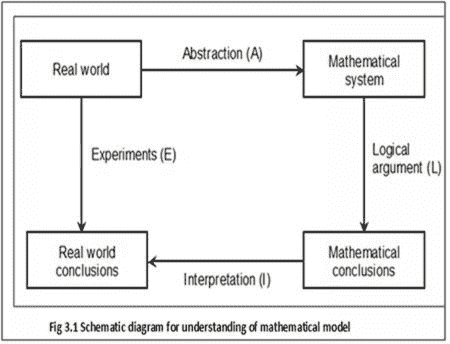 Abstraction (A)
Real world
Mathematical
system
Experiments (E)
Logical
argument (L)
Real world
conclusions
Mathematical
conclusions
Interpretation (I)
Fig 3.1 Schematic diagram for understanding of mathematical model